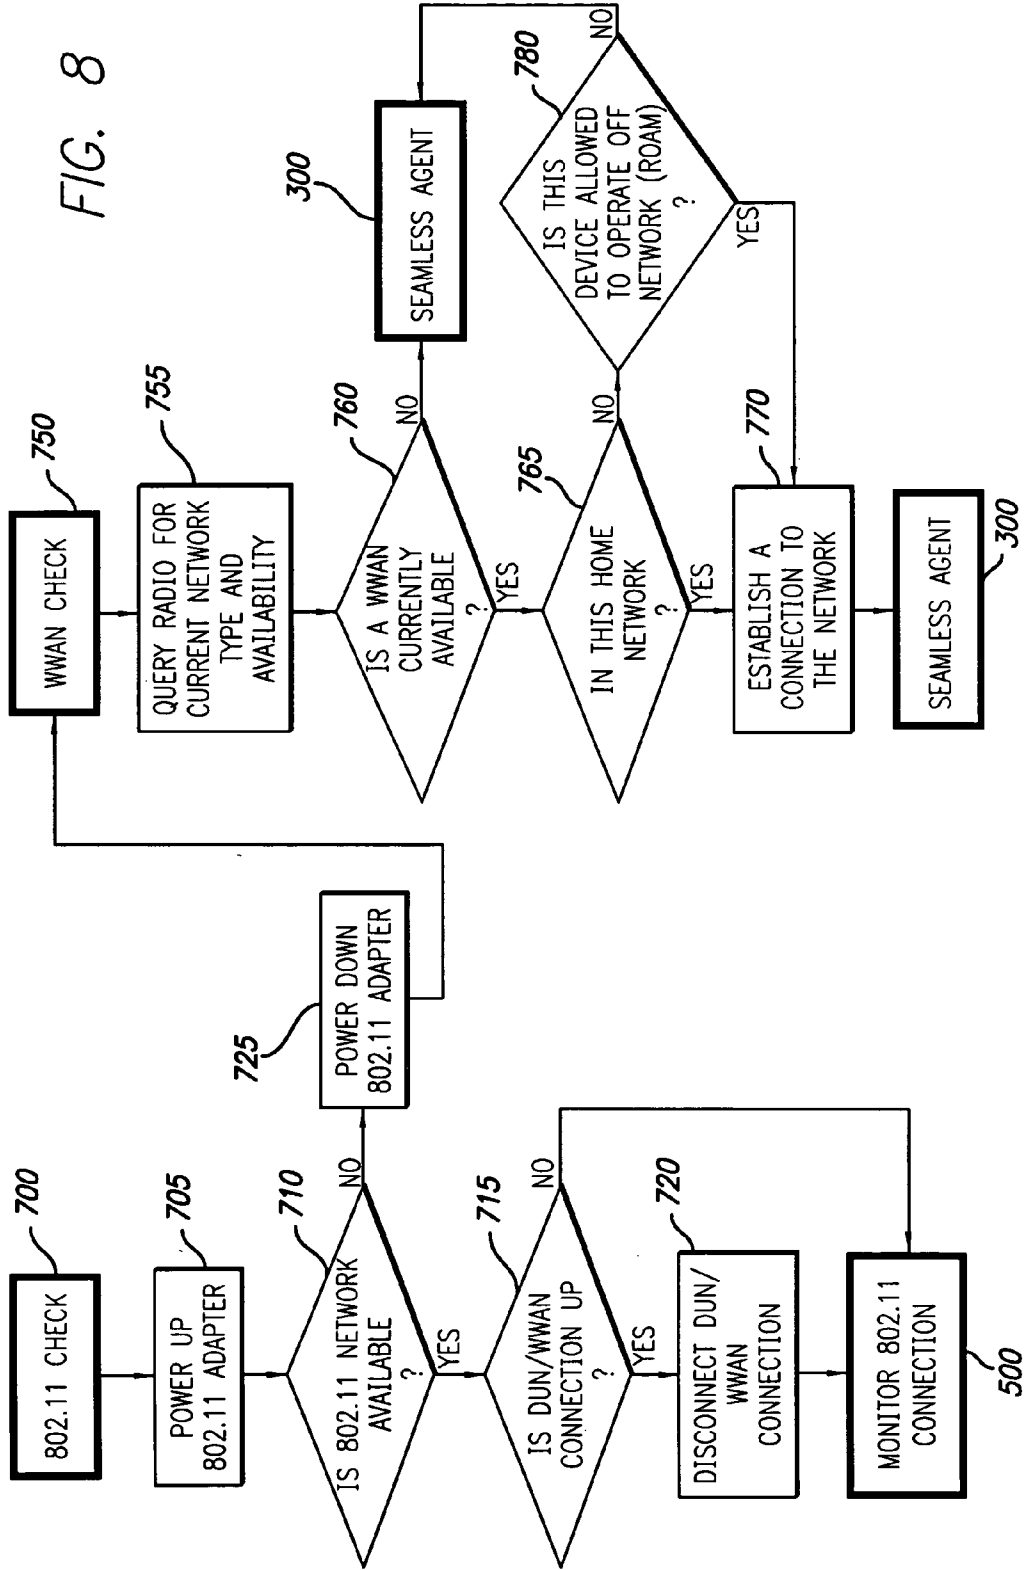 FIG. 8
700
802.11 CHECK
705
POWER UP
802.11 ADAPTER
710
IS 802.11 NETWORK
AVAILABLE
?
NO
YES
725
POWER DOWN
802.11 ADAPTER
715
IS DUN/WWAN
CONNECTION UP
?
NO
YES
720
DISCONNECT DUN/
WWAN
CONNECTION
MONITOR 802.11
CONNECTION
500
750
WWAN CHECK
755
QUERY RADIO FOR
CURRENT NETWORK
TYPE AND
AVAILABILITY
760
IS A WWAN
CURRENTLY
AVAILABLE
?
NO
YES
300
SEAMLESS AGENT
765
IN THIS HOME
NETWORK
?
NO
YES
780
IS THIS
DEVICE ALLOWED
TO OPERATE OFF
NETWORK (ROAM)
?
NO
YES
770
ESTABLISH A
CONNECTION TO
THE NETWORK
SEAMLESS AGENT
300